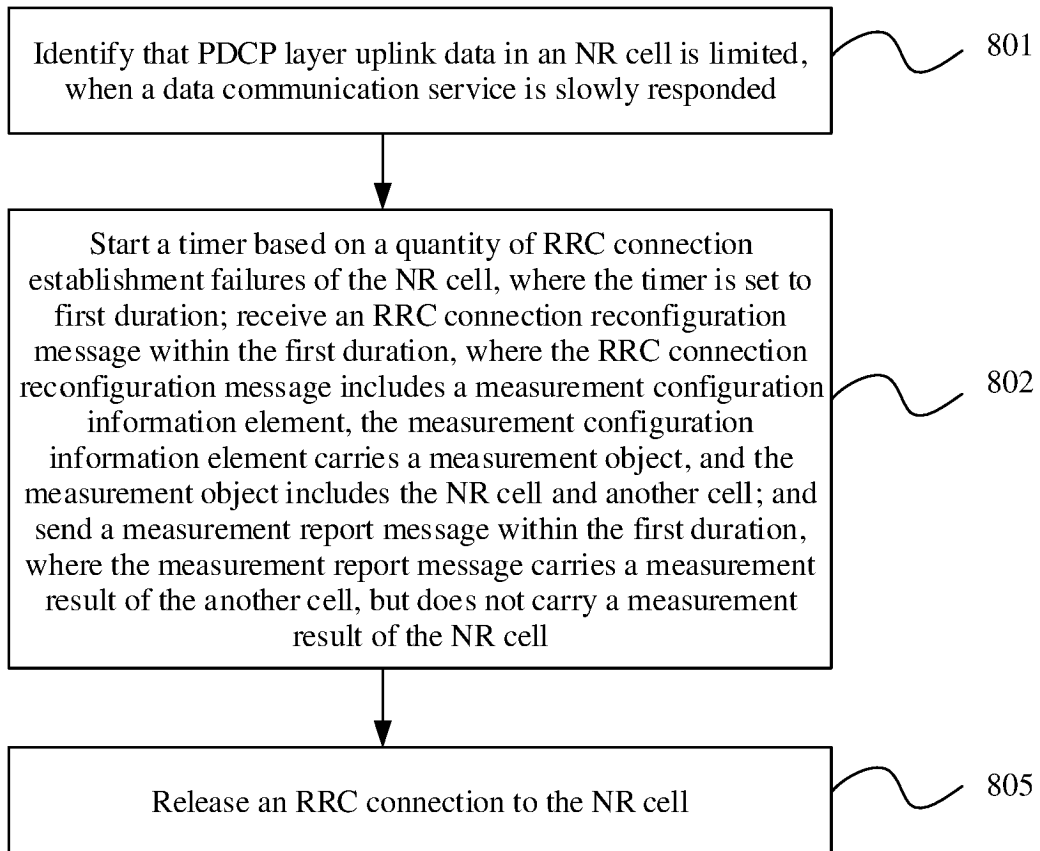 Identify that PDCP layer uplink data in an NR cell is limited,
when a data communication service is slowly responded
801
Start a timer based on a quantity of RRC connection
establishment failures of the NR cell, where the timer is set to
first duration; receive an RRC connection reconfiguration
message within the first duration, where the RRC connection
reconfiguration message includes a measurement configuration
information element, the measurement configuration
information element carries a measurement object, and the
measurement object includes the NR cell and another cell; and
send a measurement report message within the first duration,
where the measurement report message carries a measurement
result of the another cell, but does not carry a measurement
result of the NR cell
802
Release an RRC connection to the NR cell
805